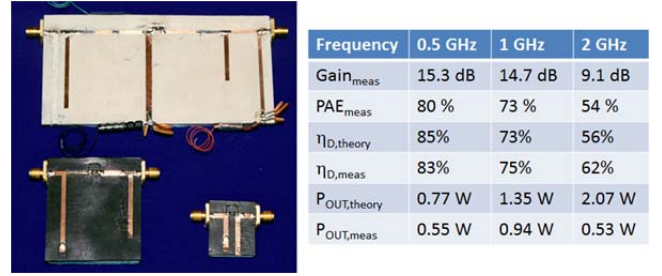 Frequency 0.5 GHz 1 GHz 2 GHz
Gainmeas 15.3 dB 14.7 dB 9.1 dB
PAEmeas 80 % 73 % 54 %
ηD,theory 85% 73% 56%
ηD,meas 83% 75% 62%
POUT,theory 0.77 W 1.35 W 2.07 W
POUT,meas 0.55 W 0.94 W 0.53 W